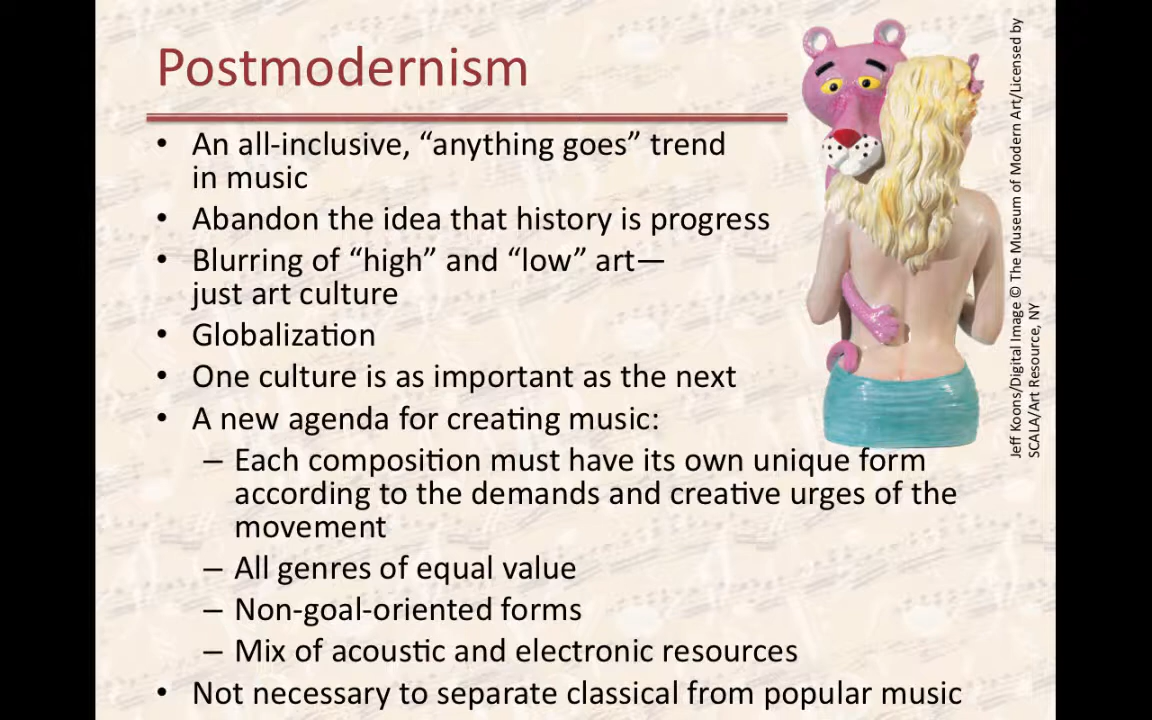 Postmodernism
• An all-inclusive, “anything goes” trend
in music
• Abandon the idea that history is progress
• Blurring of “high” and “low” art—
just art culture
• Globalization
• One culture is as important as the next
• A new agenda for creating music:
– Each composition must have its own unique form
according to the demands and creative urges of the
movement
– All genres of equal value
– Non-goal-oriented forms
– Mix of acoustic and electronic resources
• Not necessary to separate classical from popular music
Jeff Koons/Digital Image © The Museum of Modern Art/Licensed by
SCALA/Art Resource, NY